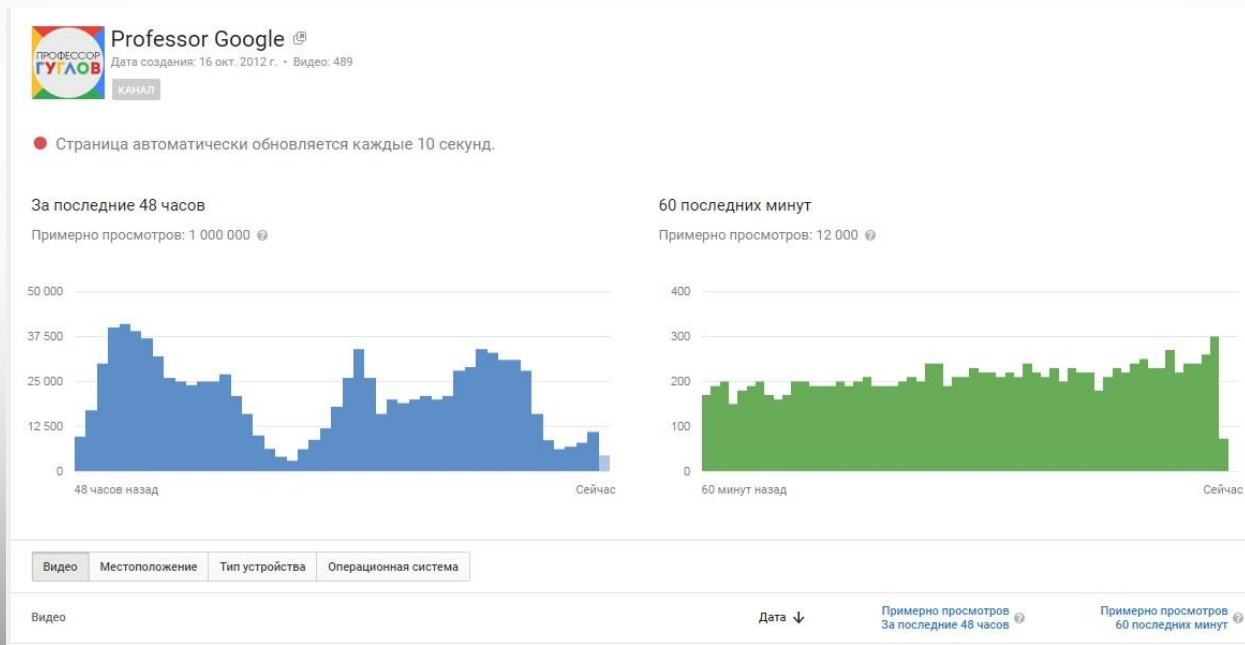 ПРОФЕССОР
ГУГЛОВ
Professor Google
Дата создания: 16 окт. 2012 г. • Видео: 489
КАНАЛ
Страница автоматически обновляется каждые 10 секунд.
За последние 48 часов
Примерно просмотров: 1 000 000
50 000
37 500
25 000
12 500
0
48 часов назад
Сейчас
60 последних минут
Примерно просмотров: 12 000
400
300
200
100
0
60 минут назад
Сейчас
Видео Местоположение Тип устройства Операционная система
Видео
Дата ↓
Примерно просмотров
За последние 48 часов
Примерно просмотров
60 последних минут